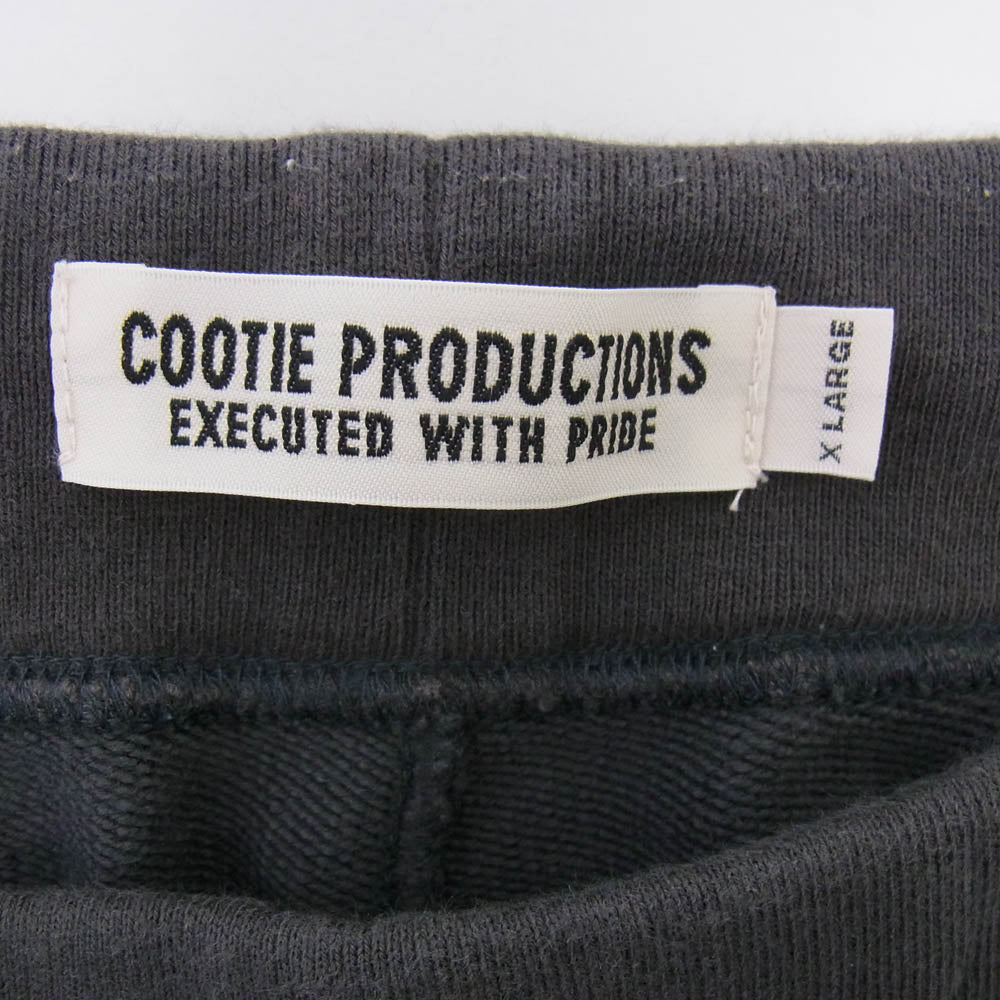 COOTIE PRODUCTIONS
EXECUTED WITH PRIDE
X LARGE